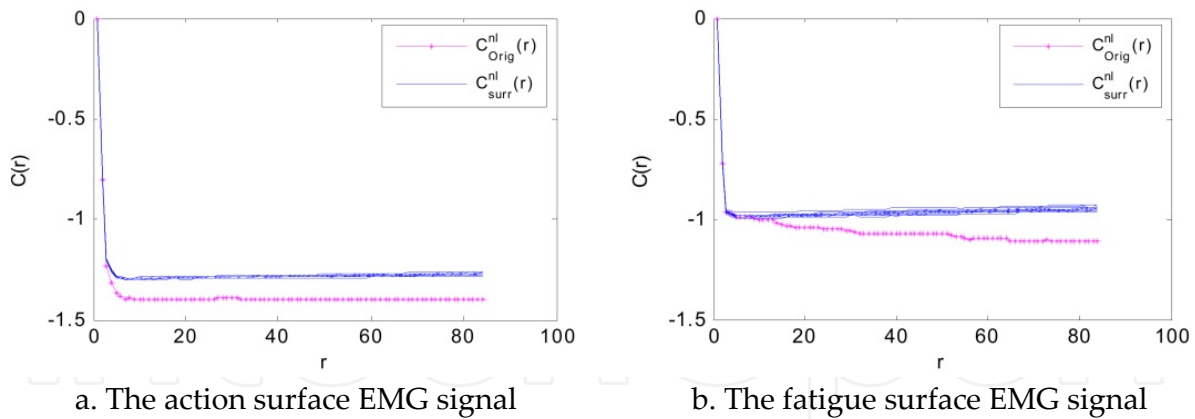 0
-0.5
-1
-1.5
C(r)
0 20 40 60 80 100
r
C^nl_Orig(r)
C^nl_surr(r)
a. The action surface EMG signal
0
-0.5
-1
-1.5
C(r)
0 20 40 60 80 100
r
C^nl_Orig(r)
C^nl_surr(r)
b. The fatigue surface EMG signal